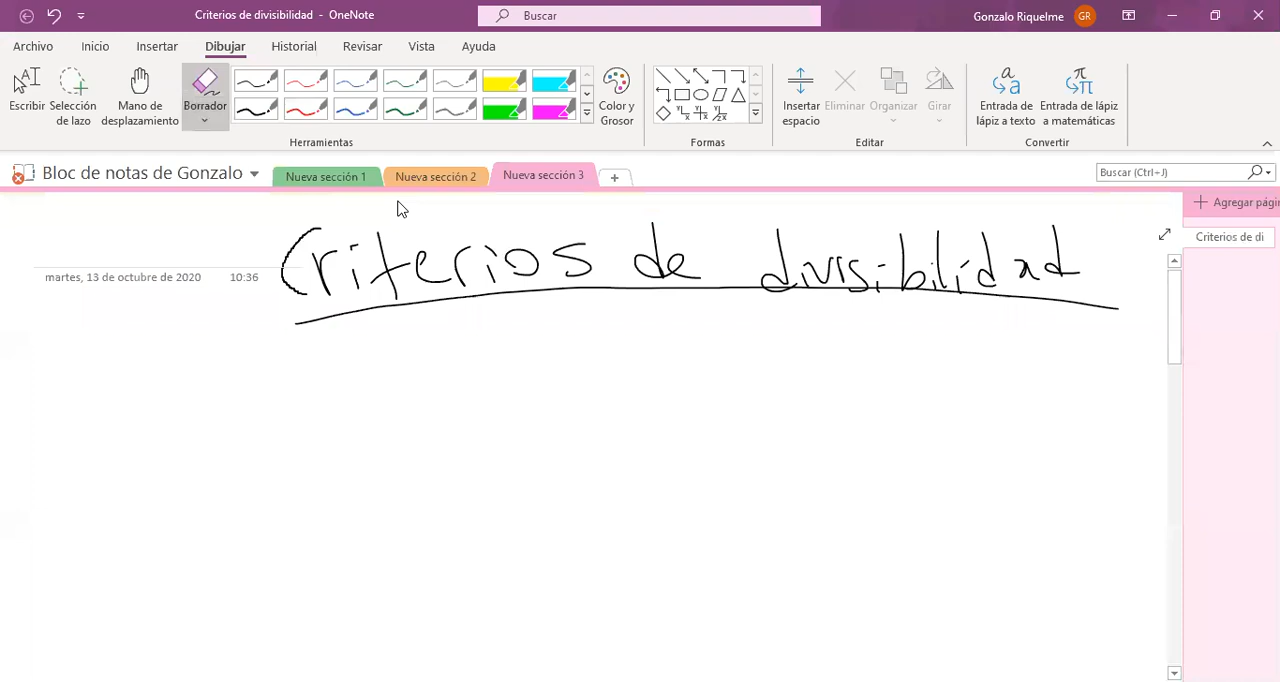 Criterios de divisibilidad - OneNote
Buscar
Gonzalo Riquelme
GR
Archivo Inicio Insertar Dibujar Historial Revisar Vista Ayuda
Escribir
Selección de lazo
Mano de desplazamiento
Borrador
Color y Grosor
Insertar espacio
Eliminar
Organizar
Girar
Entrada de lápiz a texto
Entrada de lápiz a matemáticas
Herramientas Formas Editar Convertir
Bloc de notas de Gonzalo
Nueva sección 1
Nueva sección 2
Nueva sección 3
Buscar (Ctrl+J)
Agregar pági
Criterios de di
Criterios de divisibilidad
martes, 13 de octubre de 2020 10:36